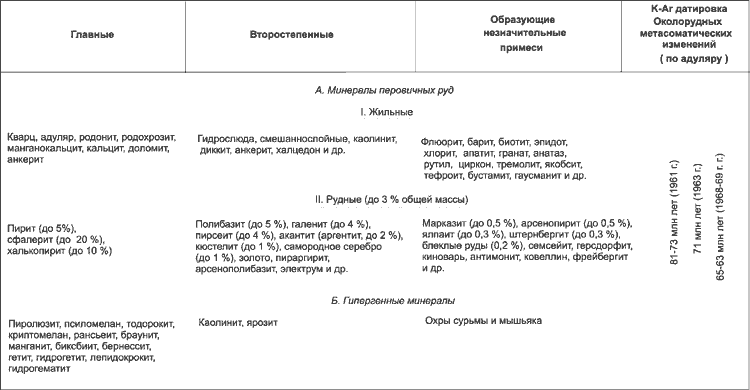 Главные
Второстепенные
Образующие
незначительные
примеси
K-Ar датировка
Околорудных
метасоматических
изменений
( по адуляру )
А. Минералы перовичных руд
I. Жильные
Кварц, адуляр, родонит, родохрозит,
манганокальцит, кальцит, доломит,
анкерит
Гидрослюда, смешаннослойные, каолинит,
диккит, анкерит, халцедон и др.
Флюорит, барит, биотит, эпидот,
хлорит, апатит, гранат, анатаз,
рутил, циркон, тремолит, якобсит,
тефроит, бустамит, гаусманит и др.
II. Рудные (до 3 % общей массы)
Пирит (до 5%),
сфалерит (до 20 %),
халькопирит (до 10 %)
Полибазит (до 5 %), галенит (до 4 %),
пирсеит (до 4 %), акантит (аргентит, до 2 %),
кюстелит (до 1 %), самородное серебро
(до 1 %), золото, пираргирит,
арсенополибазит, электрум и др.
Марказит (до 0,5 %), арсенопирит (до 0,5 %),
ялпаит (до 0,3 %), штернбергит (до 0,3 %),
блеклые руды (0,2 %), семсейит, герсдорфит,
киноварь, антимонит, ковеллин, фрейбергит
и др.
81-73 млн лет (1961 г.)
71 млн лет (1963 г.)
65-63 млн лет (1968-69 г. г.)
Б. Гипергенные минералы
Пиролюзит, псиломелан, тодорокит,
криптомелан, рансьеит, браунит,
манганит, биксбиит, бернессит,
гетит, гидрогетит, лепидокрокит,
гидрогематит
Каолинит, ярозит
Охры сурьмы и мышьяка